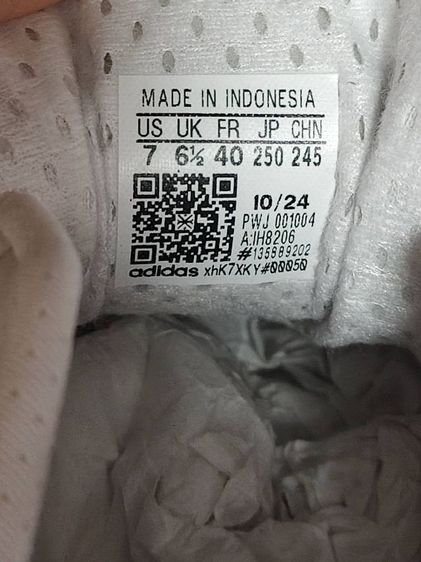 MADE IN INDONESIA
US UK FR JP CHN
7 6½ 40 250 245
10/24
PWJ 001004
A:IH8206
#135889202
adidas xhK7XKY#00050